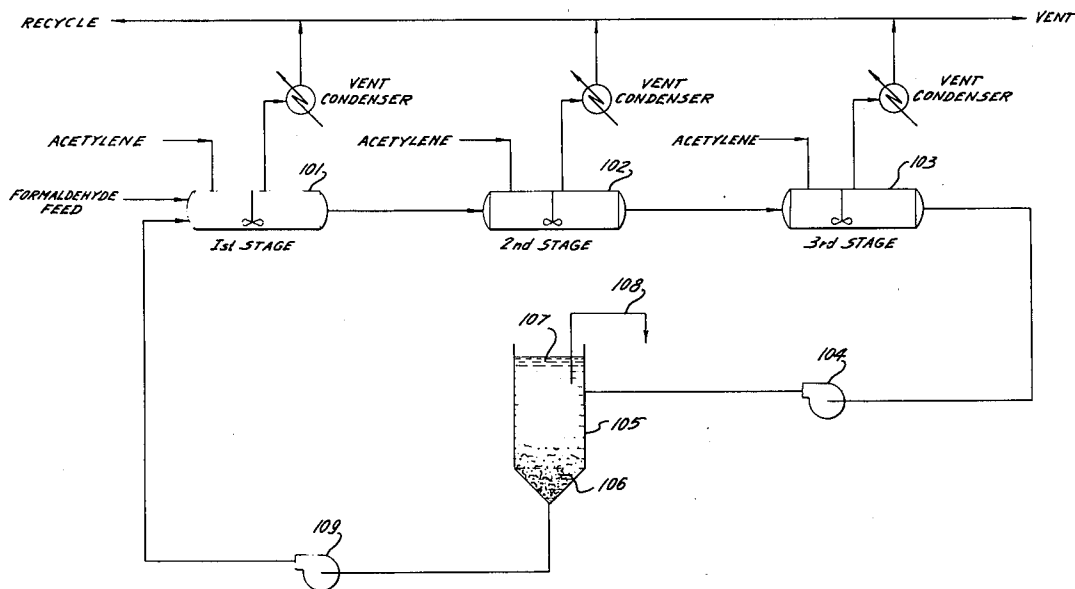 RECYCLE
VENT
VENT
CONDENSER
VENT
CONDENSER
VENT
CONDENSER
ACETYLENE
101
ACETYLENE
102
ACETYLENE
103
FORMALDEHYDE
FEED
1st STAGE
2nd STAGE
3rd STAGE
108
107
104
105
106
109